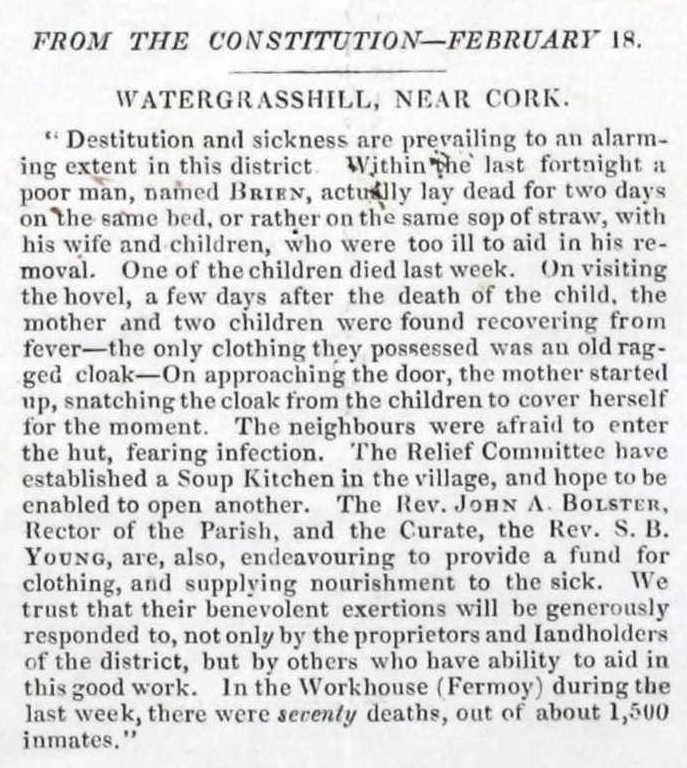 FROM THE CONSTITUTION—FEBRUARY 18.
WATERGRASSHILL, NEAR CORK.
“ Destitution and sickness are prevailing to an alarm-
ing extent in this district. Within the last fortnight a
poor man, named BRIEN, actually lay dead for two days
on the same bed, or rather on the same sop of straw, with
his wife and children, who were too ill to aid in his re-
moval. One of the children died last week. On visiting
the hovel, a few days after the death of the child, the
mother and two children were found recovering from
fever—the only clothing they possessed was an old rag-
ged cloak—On approaching the door, the mother started
up, snatching the cloak from the children to cover herself
for the moment. The neighbours were afraid to enter
the hut, fearing infection. The Relief Committee have
established a Soup Kitchen in the village, and hope to be
enabled to open another. The Rev. JOHN A. BOLSTER,
Rector of the Parish, and the Curate, the Rev. S. B.
YOUNG, are, also, endeavouring to provide a fund for
clothing, and supplying nourishment to the sick. We
trust that their benevolent exertions will be generously
responded to, not only by the proprietors and landholders
of the district, but by others who have ability to aid in
this good work. In the Workhouse (Fermoy) during the
last week, there were seventy deaths, out of about 1,500
inmates.”